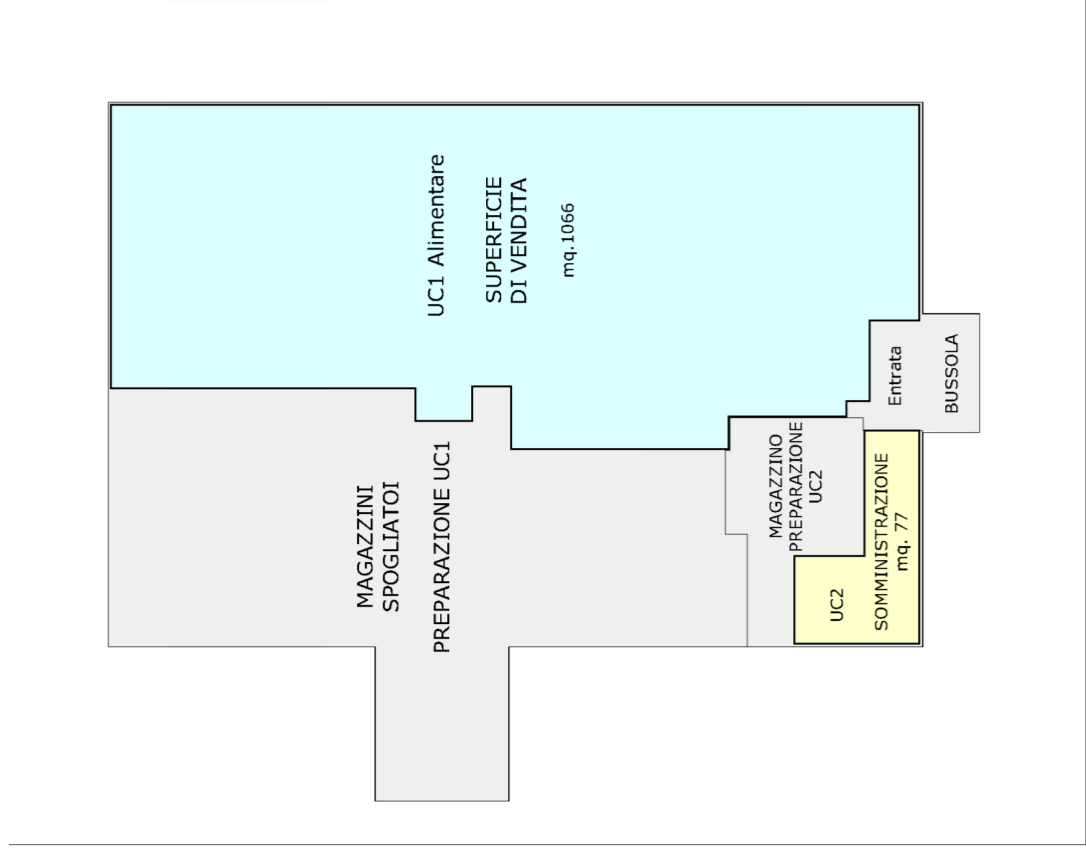 UC1 Alimentare
SUPERFICIE
DI VENDITA
mq.1066
Entrata
BUSSOLA
MAGAZZINI
SPOGLIATOI
PREPARAZIONE UC1
MAGAZZINO
PREPARAZIONE
UC2
UC2
SOMMINISTRAZIONE
mq. 77